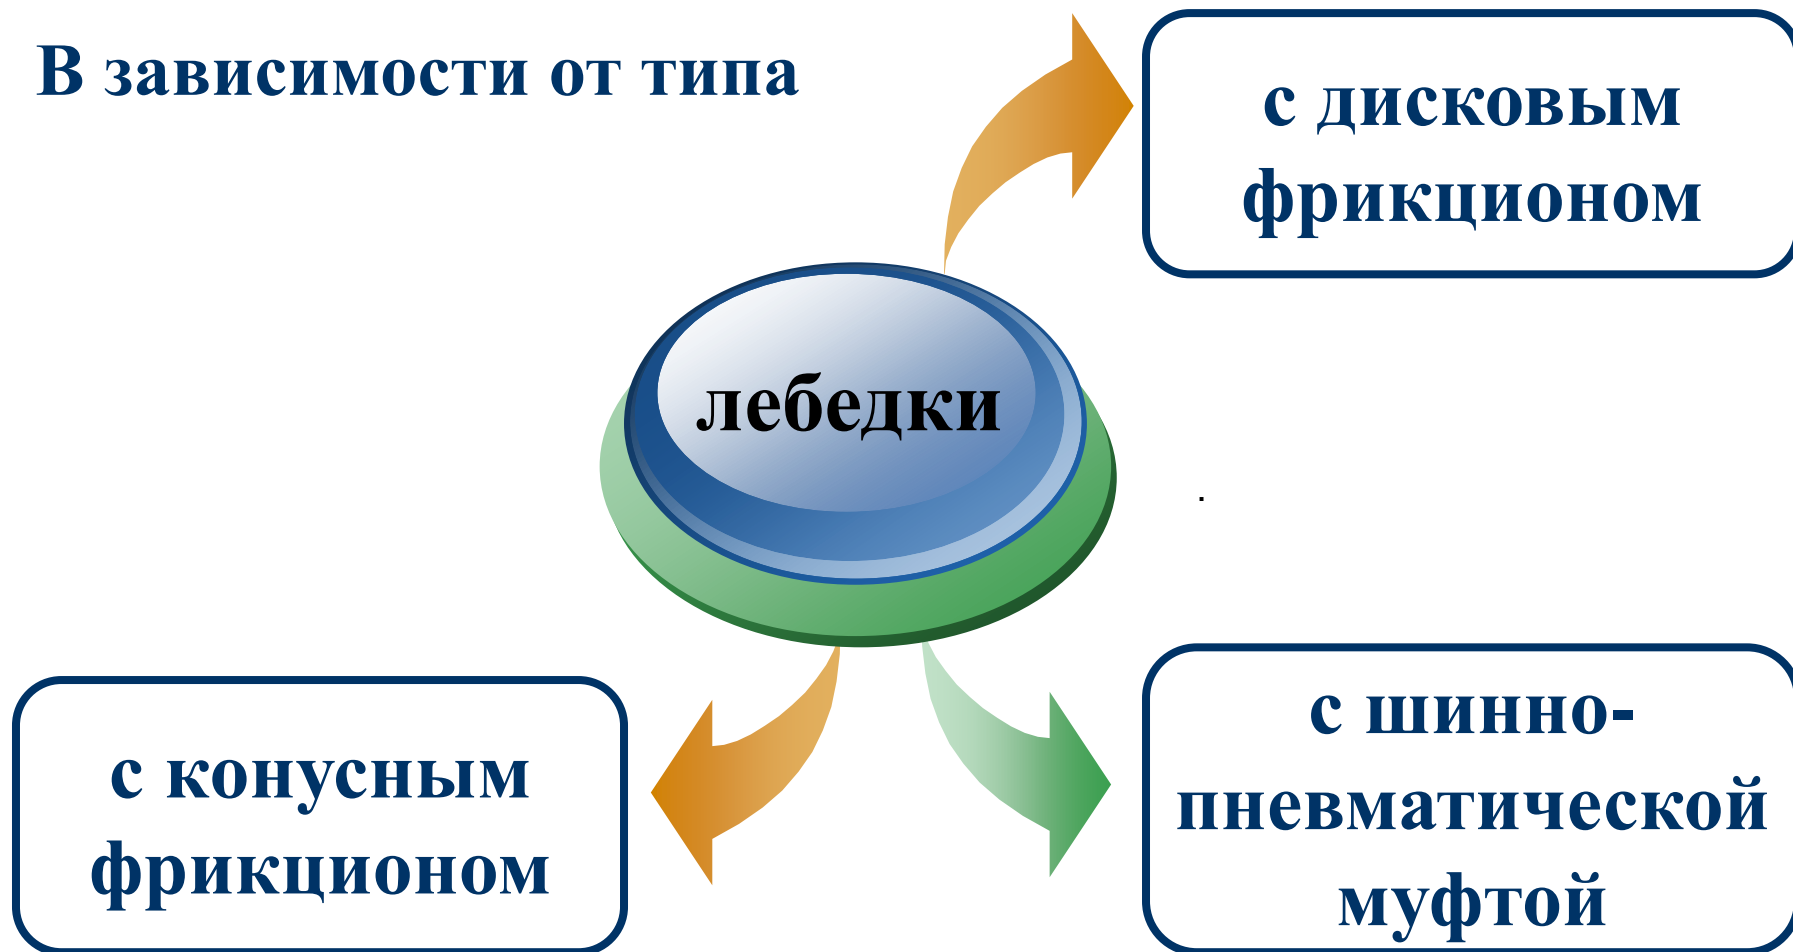 В зависимости от типа
с дисковым
фрикционом
лебедки
.
с конусным
фрикционом
с шинно-
пневматической
муфтой